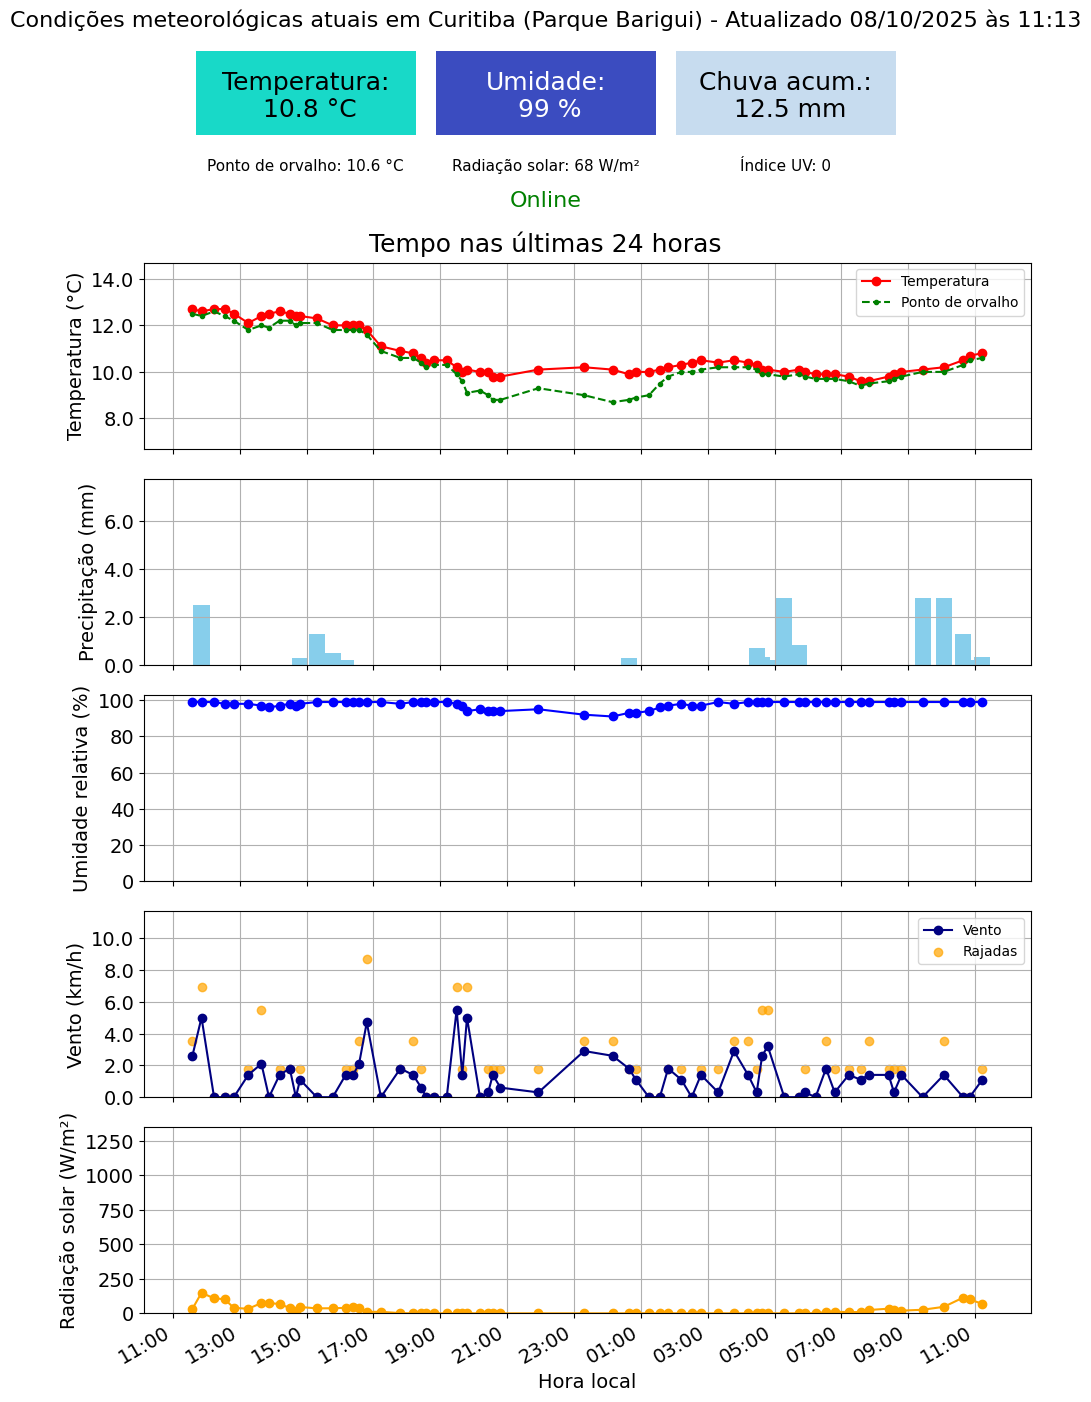 Condições meteorológicas atuais em Curitiba (Parque Barigui) - Atualizado 08/10/2025 às 11:13
Temperatura:
10.8 °C
Umidade:
99 %
Chuva acum.:
12.5 mm
Ponto de orvalho: 10.6 °C
Radiação solar: 68 W/m²
Índice UV: 0
Online
Tempo nas últimas 24 horas
Temperatura (°C)
14.0
12.0
10.0
8.0
Temperatura
Ponto de orvalho
Precipitação (mm)
6.0
4.0
2.0
0.0
Umidade relativa (%)
100
80
60
40
20
0
Vento (km/h)
10.0
8.0
6.0
4.0
2.0
0.0
Vento
Rajadas
Radiação solar (W/m²)
1250
1000
750
500
250
0
11:00
13:00
15:00
17:00
19:00
21:00
23:00
01:00
03:00
05:00
07:00
09:00
11:00
Hora local